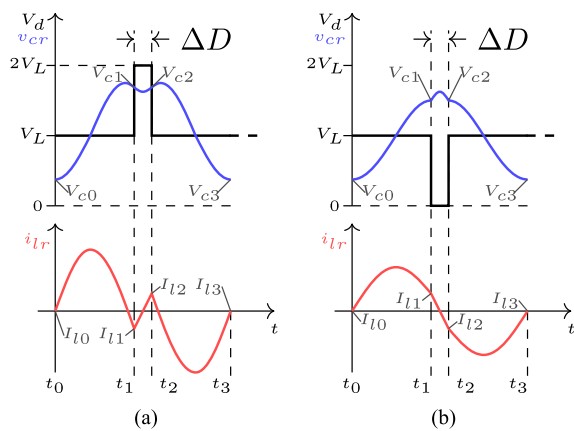 V_d
v_cr
ΔD
2V_L
V_c1
V_c2
V_L
V_c0
V_c3
0
i_lr
I_l2
I_l3
I_l0
I_l1
t
t_0
t_1
t_2
t_3
(a)
V_d
v_cr
ΔD
2V_L
V_c1
V_c2
V_L
V_c0
V_c3
0
i_lr
I_l1
I_l3
I_l0
I_l2
t
t_0
t_1
t_2
t_3
(b)